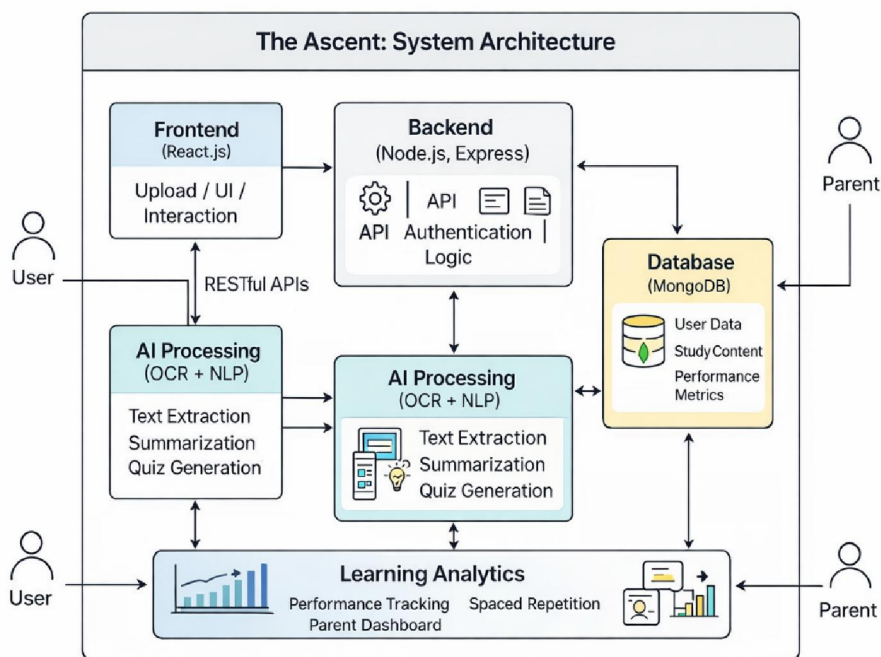 The Ascent: System Architecture
Frontend
(React.js)
Upload / UI /
Interaction
Backend
(Node.js, Express)
API
API Authentication |
Logic
Parent
User
RESTful APIs
Database
(MongoDB)
User Data
Study Content
Performance
Metrics
AI Processing
(OCR + NLP)
Text Extraction
Summarization
Quiz Generation
AI Processing
(OCR + NLP)
Text Extraction
Summarization
Quiz Generation
User
Learning Analytics
Performance Tracking Spaced Repetition
Parent Dashboard
Parent